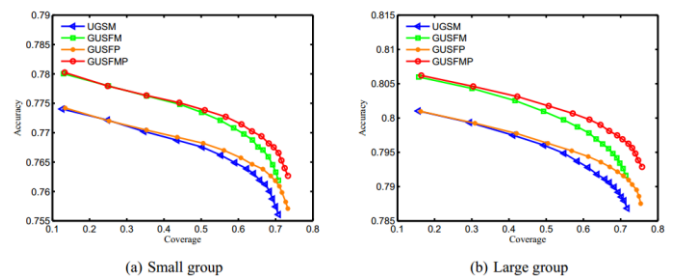 0.79
0.785
0.78
0.775
0.77
0.765
0.76
0.755
Accuracy
UGSM
GUSFM
GUSFP
GUSFMP
0.1 0.2 0.3 0.4 0.5 0.6 0.7 0.8
Coverage
(a) Small group
0.815
0.81
0.805
0.8
0.795
0.79
0.785
Accuracy
UGSM
GUSFM
GUSFP
GUSFMP
0.1 0.2 0.3 0.4 0.5 0.6 0.7 0.8
Coverage
(b) Large group